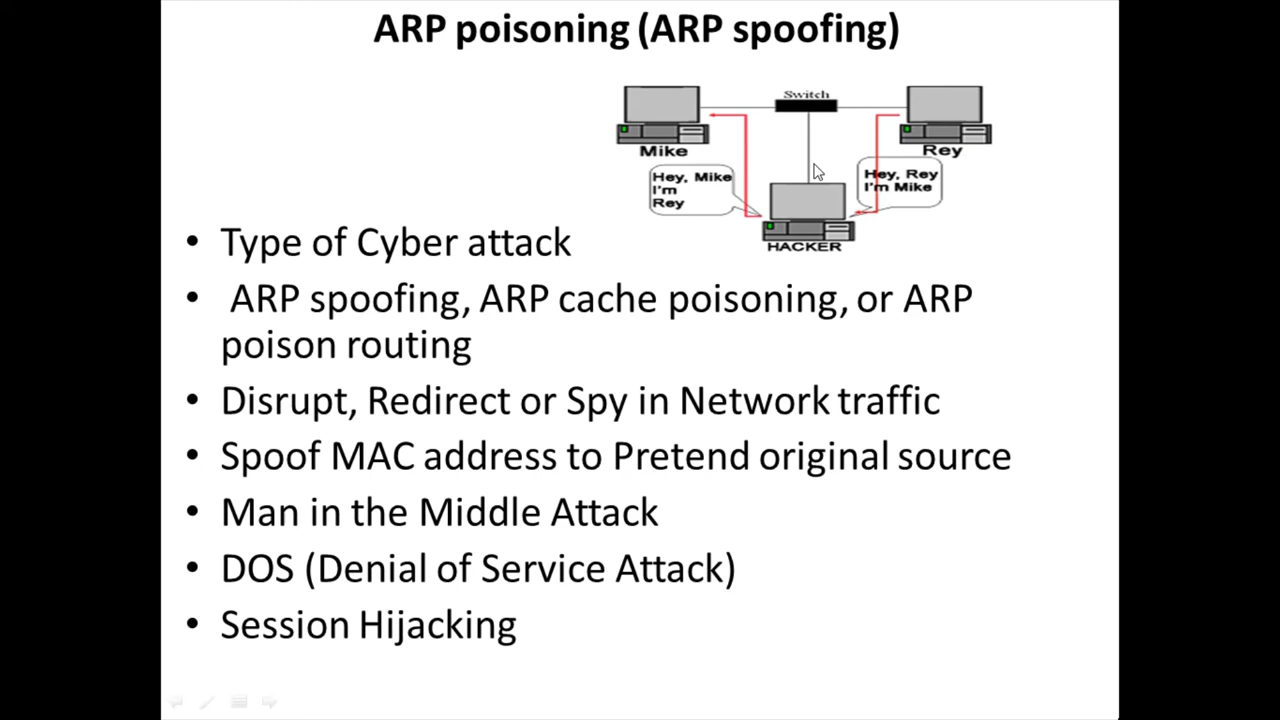 ARP poisoning (ARP spoofing)
Switch
Mike
Rey
Hey, Mike
I'm
Rey
Hey, Rey
I'm Mike
HACKER
• Type of Cyber attack
• ARP spoofing, ARP cache poisoning, or ARP
poison routing
• Disrupt, Redirect or Spy in Network traffic
• Spoof MAC address to Pretend original source
• Man in the Middle Attack
• DOS (Denial of Service Attack)
• Session Hijacking